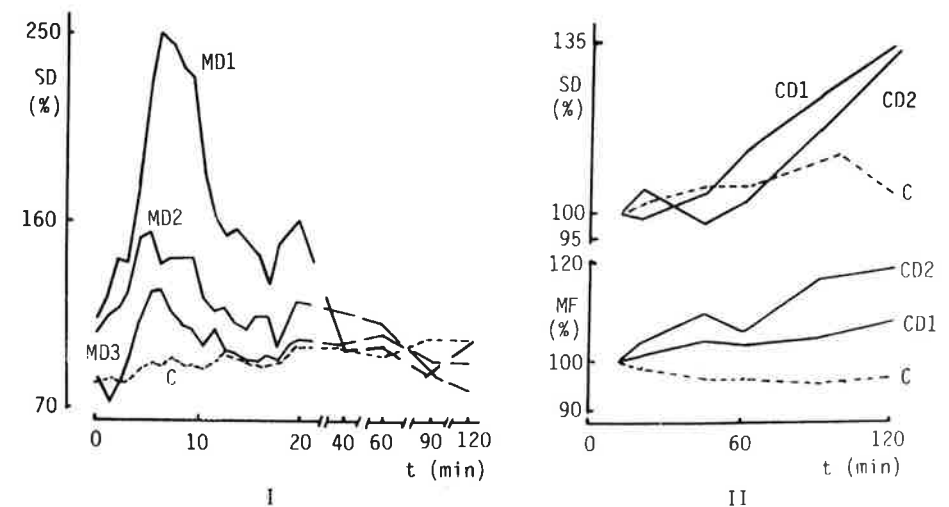 250
SD
(%)
MD1
160
MD2
MD3
C
70
0 10 20 40 60 90 120
t (min)
I
135
SD
(%)
CD1
CD2
C
100
95
120
MF
(%)
CD2
CD1
100
C
90
0 60 120
t (min)
II